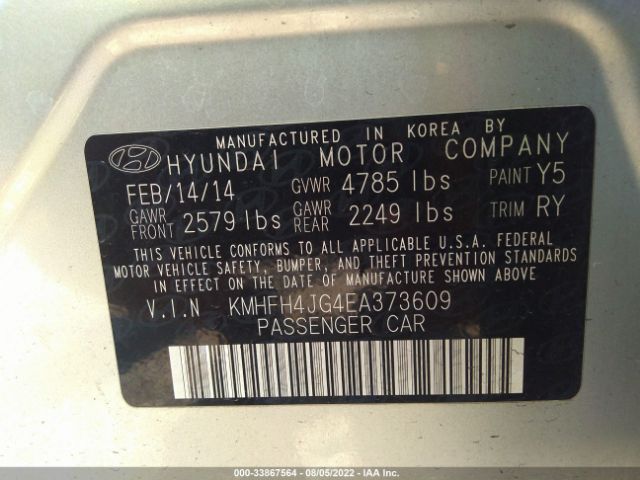 MANUFACTURED IN KOREA BY
HYUNDAI MOTOR COMPANY
FEB/14/14 GVWR 4785 lbs PAINT Y5
GAWR FRONT 2579 lbs GAWR REAR 2249 lbs TRIM RY
THIS VEHICLE CONFORMS TO ALL APPLICABLE U.S.A. FEDERAL
MOTOR VEHICLE SAFETY, BUMPER, AND THEFT PREVENTION STANDARDS
IN EFFECT ON THE DATE OF MANUFACTURE SHOWN ABOVE
V.I.N KMHFH4JG4EA373609
PASSENGER CAR
000-33867564 - 08/05/2022 - IAA Inc.